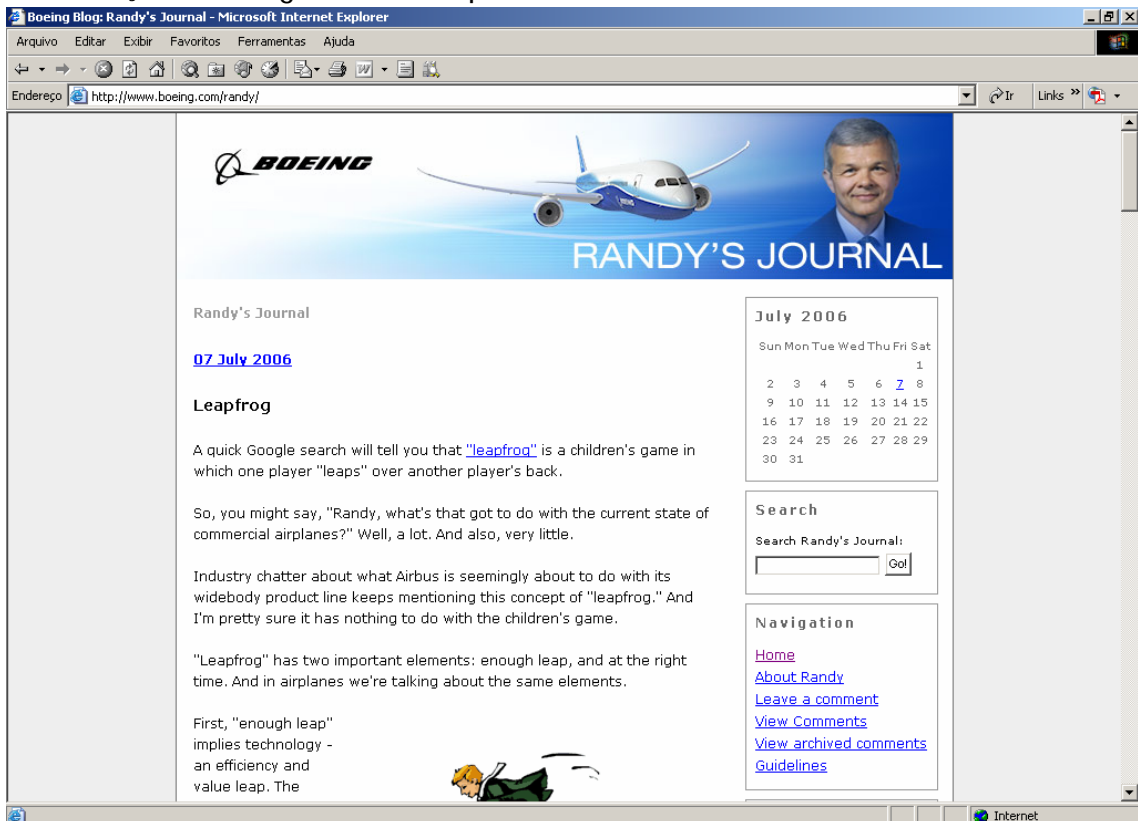 Boeing Blog: Randy's Journal - Microsoft Internet Explorer
Arquivo Editar Exibir Favoritos Ferramentas Ajuda
Endereço http://www.boeing.com/randy/ Ir Links »
BOEING
BOEING
RANDY'S JOURNAL
Randy's Journal
07 July 2006
Leapfrog
A quick Google search will tell you that "leapfrog" is a children's game in
which one player "leaps" over another player's back.
So, you might say, "Randy, what's that got to do with the current state of
commercial airplanes?" Well, a lot. And also, very little.
Industry chatter about what Airbus is seemingly about to do with its
widebody product line keeps mentioning this concept of "leapfrog." And
I'm pretty sure it has nothing to do with the children's game.
"Leapfrog" has two important elements: enough leap, and at the right
time. And in airplanes we're talking about the same elements.
First, "enough leap"
implies technology -
an efficiency and
value leap. The
July 2006
Sun Mon Tue Wed Thu Fri Sat
1
2 3 4 5 6 7 8
9 10 11 12 13 14 15
16 17 18 19 20 21 22
23 24 25 26 27 28 29
30 31
Search
Search Randy's Journal:
Go!
Navigation
Home
About Randy
Leave a comment
View Comments
View archived comments
Guidelines
Internet